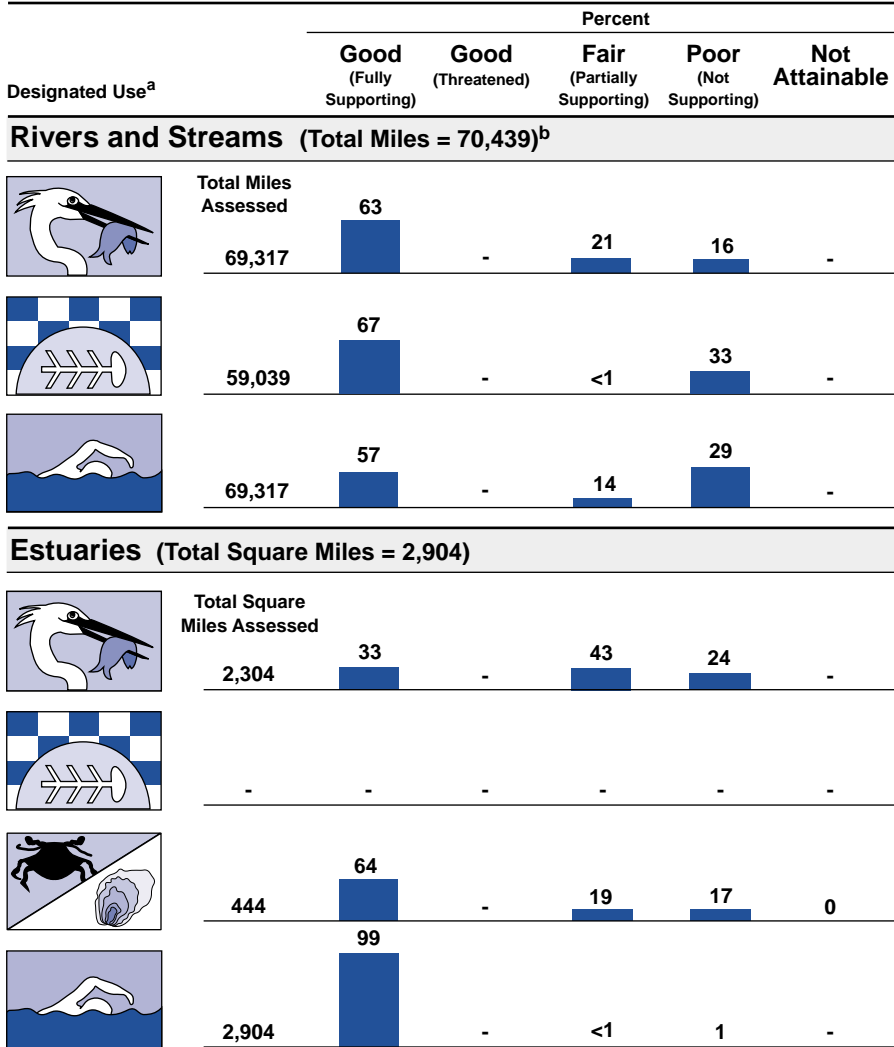 Percent
Designated Use^a
Good (Fully Supporting)
Good (Threatened)
Fair (Partially Supporting)
Poor (Not Supporting)
Not Attainable
Rivers and Streams (Total Miles = 70,439)^b
Total Miles Assessed
63
21
16
69,317 - -
67
59,039 - <1 33 -
57
14
29
69,317 - -
Estuaries (Total Square Miles = 2,904)
Total Square Miles Assessed
33
43
24
2,304 - -
- - - - - -
64
19
17
444 - 0
99
2,904 - <1 1 -